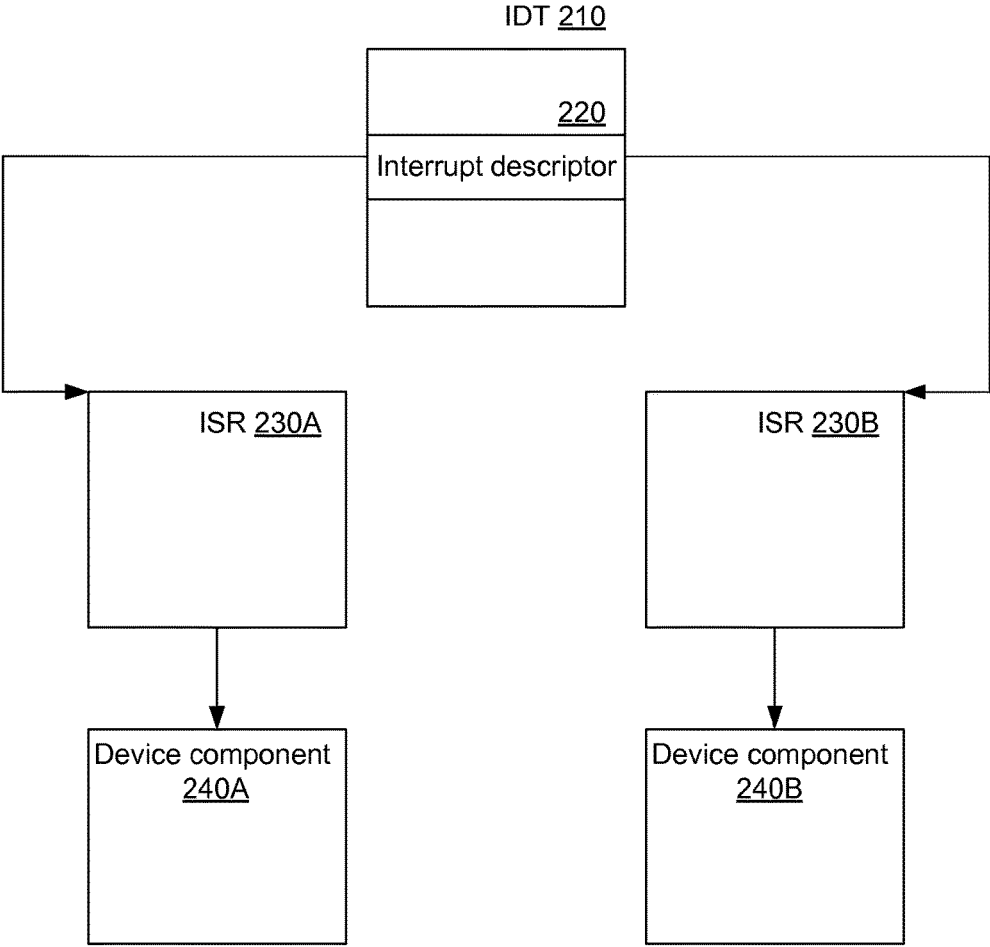 IDT 210
220
Interrupt descriptor
ISR 230A
ISR 230B
Device component
240A
Device component
240B